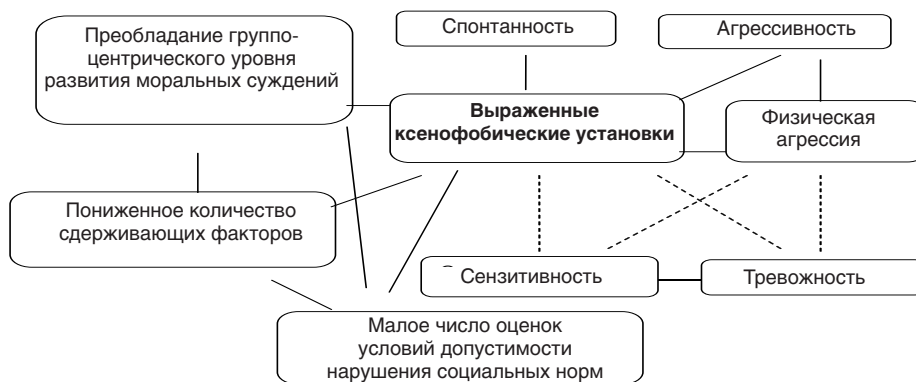 Преобладание группо-
центрического уровня
развития моральных суждений
Спонтанность
Агрессивность
Выраженные
ксенофобические установки
Физическая
агрессия
Пониженное количество
сдерживающих факторов
Сензитивность
Тревожность
Малое число оценок
условий допустимости
нарушения социальных норм